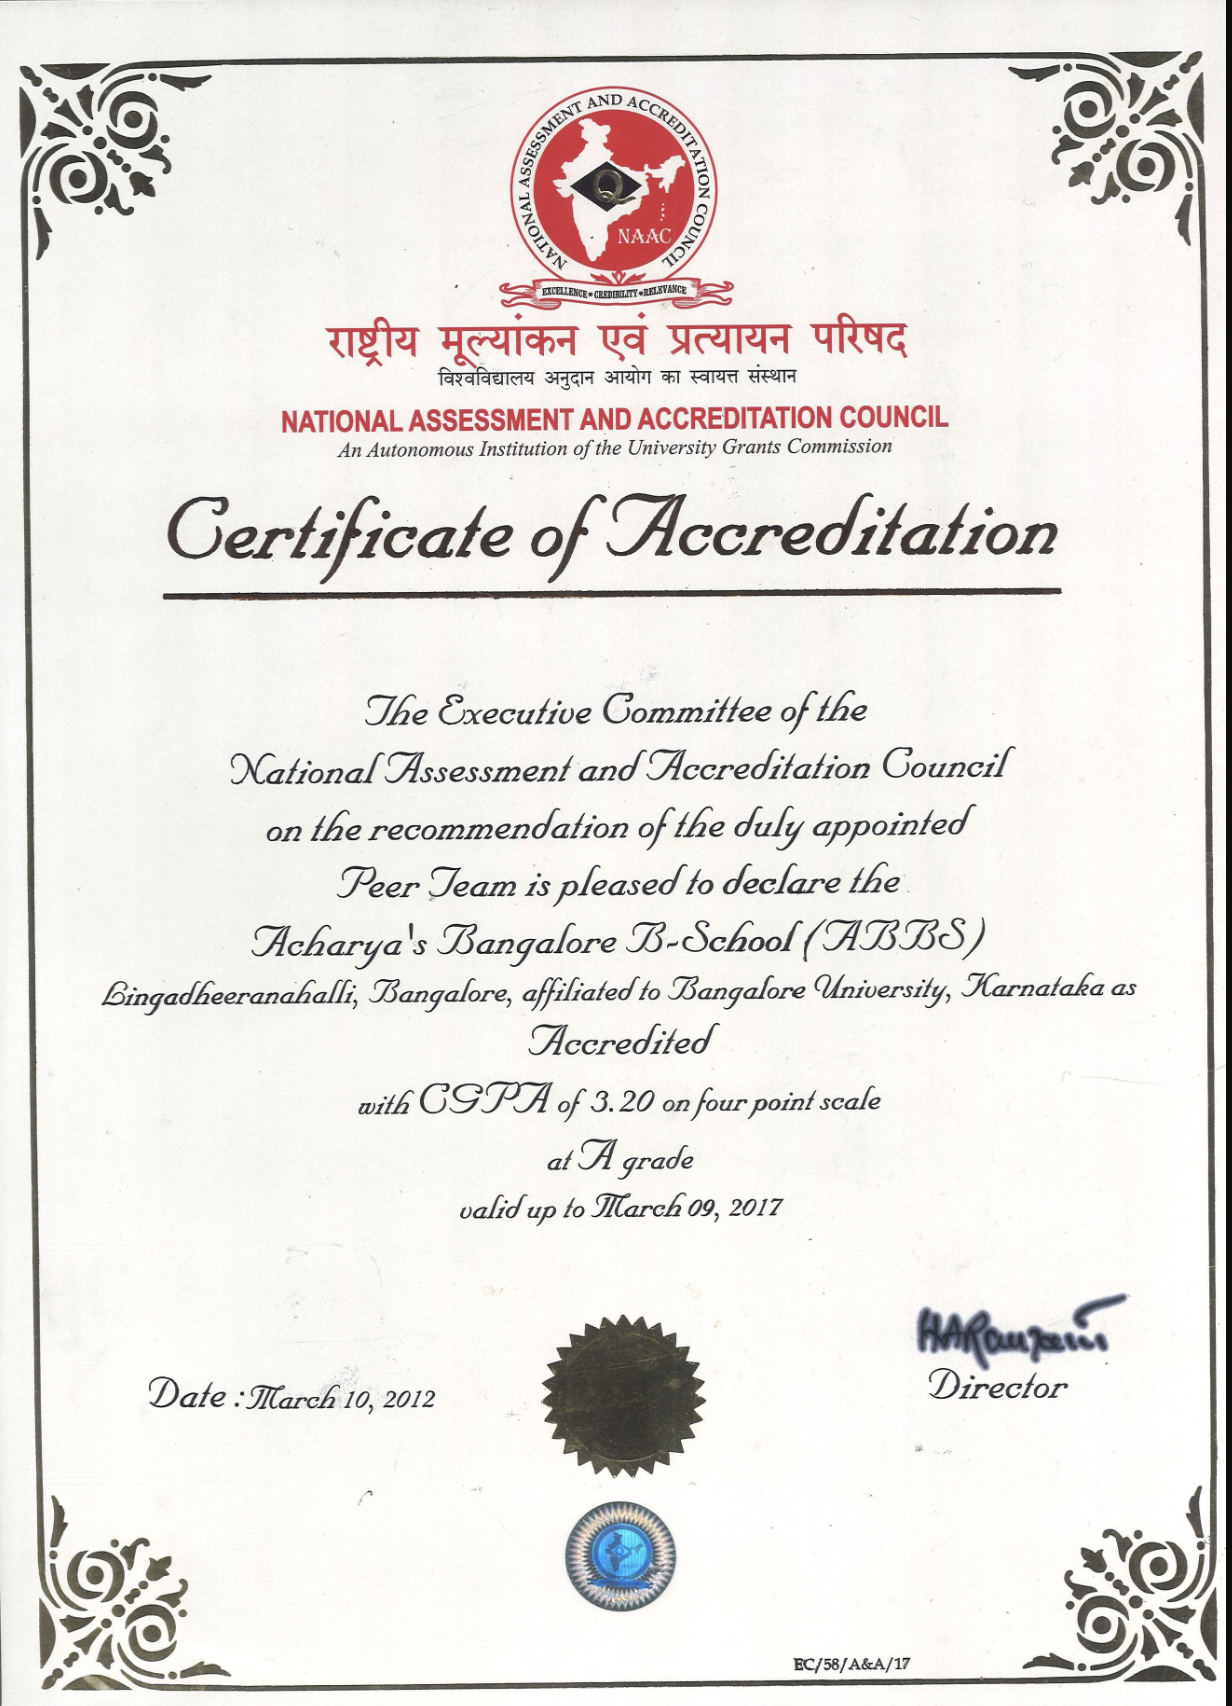 NATIONAL ASSESSMENT AND ACCREDITATION COUNCIL
Q
NAAC
EXCELLENCE • CREDIBILITY • RELEVANCE
राष्ट्रीय मूल्यांकन एवं प्रत्यायन परिषद
विश्वविद्यालय अनुदान आयोग का स्वायत्त संस्थान
NATIONAL ASSESSMENT AND ACCREDITATION COUNCIL
An Autonomous Institution of the University Grants Commission
Certificate of Accreditation
The Executive Committee of the
National Assessment and Accreditation Council
on the recommendation of the duly appointed
Peer Team is pleased to declare the
Acharya's Bangalore B-School (ABBS)
Lingadheeranahalli, Bangalore, affiliated to Bangalore University, Karnataka as
Accredited
with CGPA of 3.20 on four point scale
at A grade
valid up to March 09, 2017
Date : March 10, 2012
Director
EC/58/A&A/17